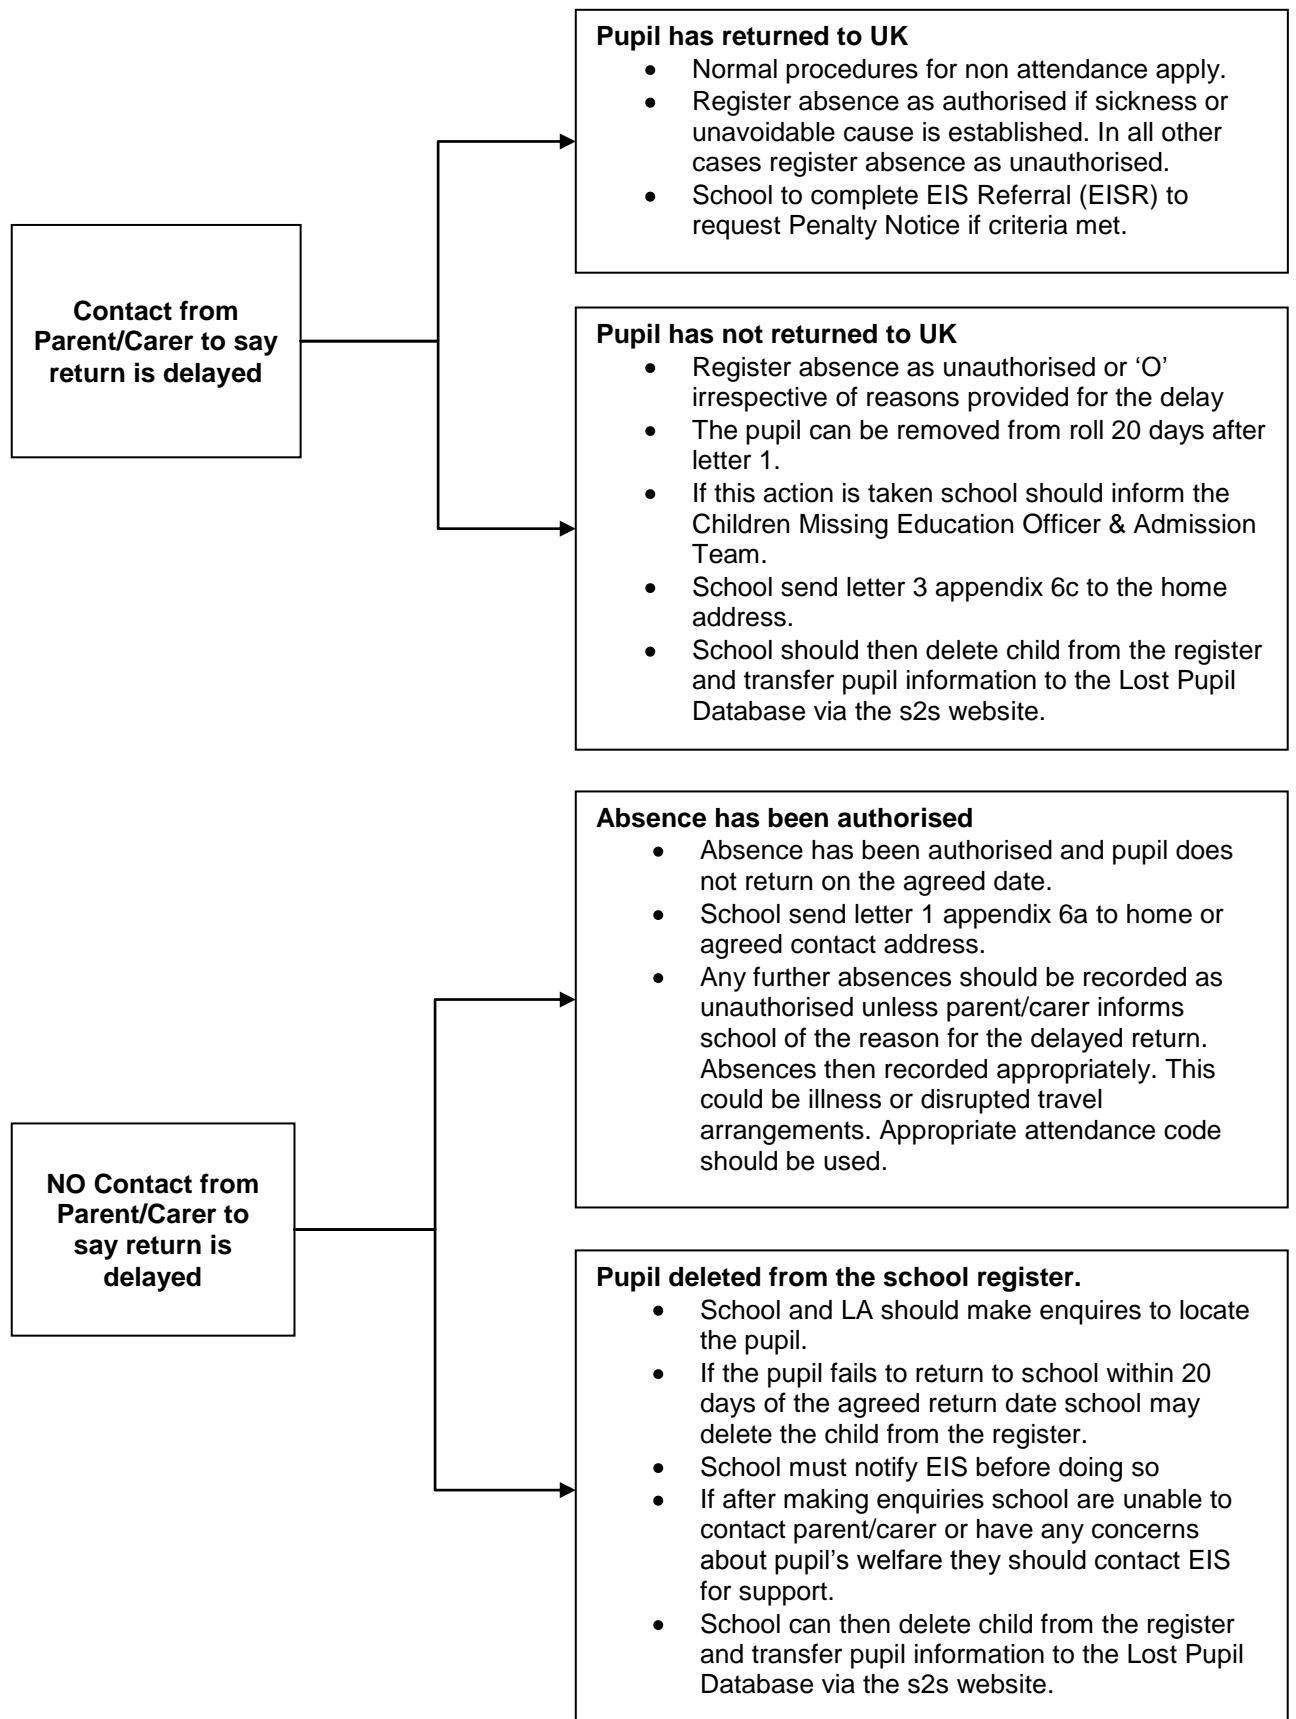 Pupil has returned to UK
• Normal procedures for non attendance apply.
• Register absence as authorised if sickness or
unavoidable cause is established. In all other
cases register absence as unauthorised.
• School to complete EIS Referral (EISR) to
request Penalty Notice if criteria met.
Contact from
Parent/Carer to say
return is delayed
Pupil has not returned to UK
• Register absence as unauthorised or ‘O’
irrespective of reasons provided for the delay
• The pupil can be removed from roll 20 days after
letter 1.
• If this action is taken school should inform the
Children Missing Education Officer & Admission
Team.
• School send letter 3 appendix 6c to the home
address.
• School should then delete child from the register
and transfer pupil information to the Lost Pupil
Database via the s2s website.
Absence has been authorised
• Absence has been authorised and pupil does
not return on the agreed date.
• School send letter 1 appendix 6a to home or
agreed contact address.
• Any further absences should be recorded as
unauthorised unless parent/carer informs
school of the reason for the delayed return.
Absences then recorded appropriately. This
could be illness or disrupted travel
arrangements. Appropriate attendance code
should be used.
NO Contact from
Parent/Carer to
say return is
delayed
Pupil deleted from the school register.
• School and LA should make enquires to locate
the pupil.
• If the pupil fails to return to school within 20
days of the agreed return date school may
delete the child from the register.
• School must notify EIS before doing so
• If after making enquiries school are unable to
contact parent/carer or have any concerns
about pupil’s welfare they should contact EIS
for support.
• School can then delete child from the register
and transfer pupil information to the Lost Pupil
Database via the s2s website.